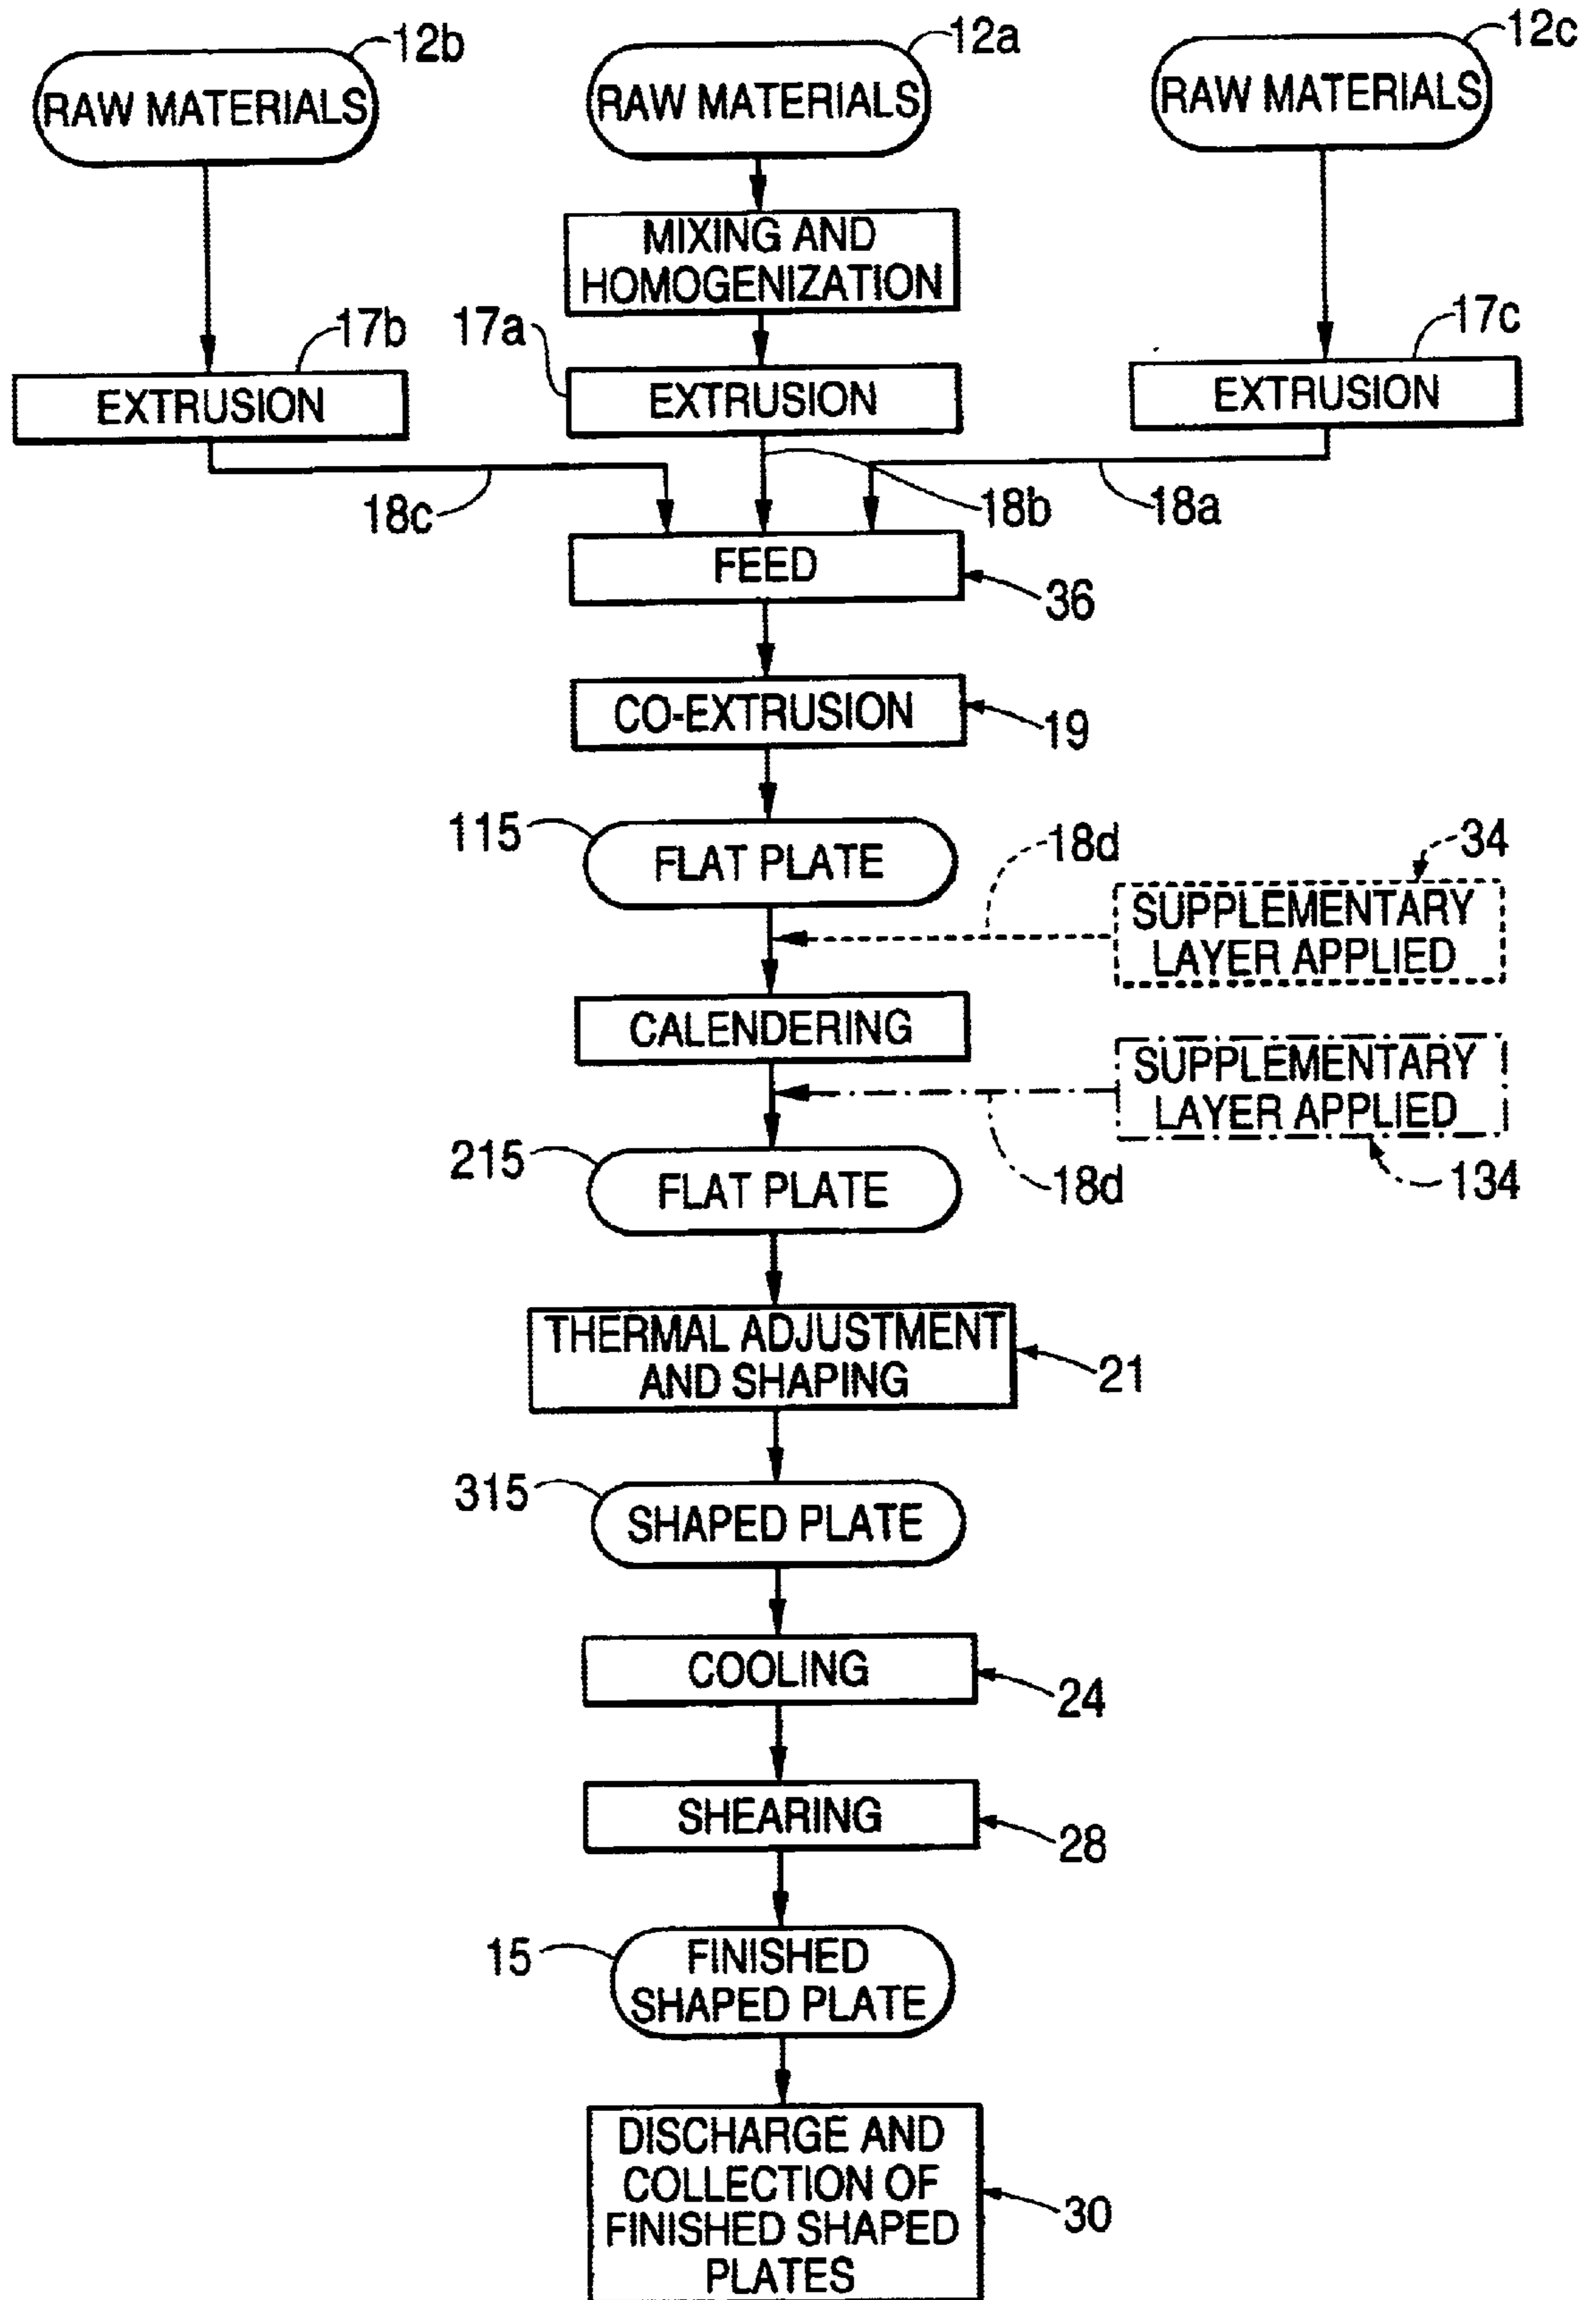 12b
12a
12c
RAW MATERIALS
RAW MATERIALS
RAW MATERIALS
MIXING AND
HOMOGENIZATION
17b
17a
17c
EXTRUSION
EXTRUSION
EXTRUSION
18c
18b
18a
FEED
36
CO-EXTRUSION
19
115
FLAT PLATE
18d
34
SUPPLEMENTARY
LAYER APPLIED
CALENDERING
SUPPLEMENTARY
LAYER APPLIED
215
FLAT PLATE
18d
134
THERMAL ADJUSTMENT
AND SHAPING
21
315
SHAPED PLATE
COOLING
24
SHEARING
28
15
FINISHED
SHAPED PLATE
DISCHARGE AND
COLLECTION OF
FINISHED SHAPED
PLATES
30